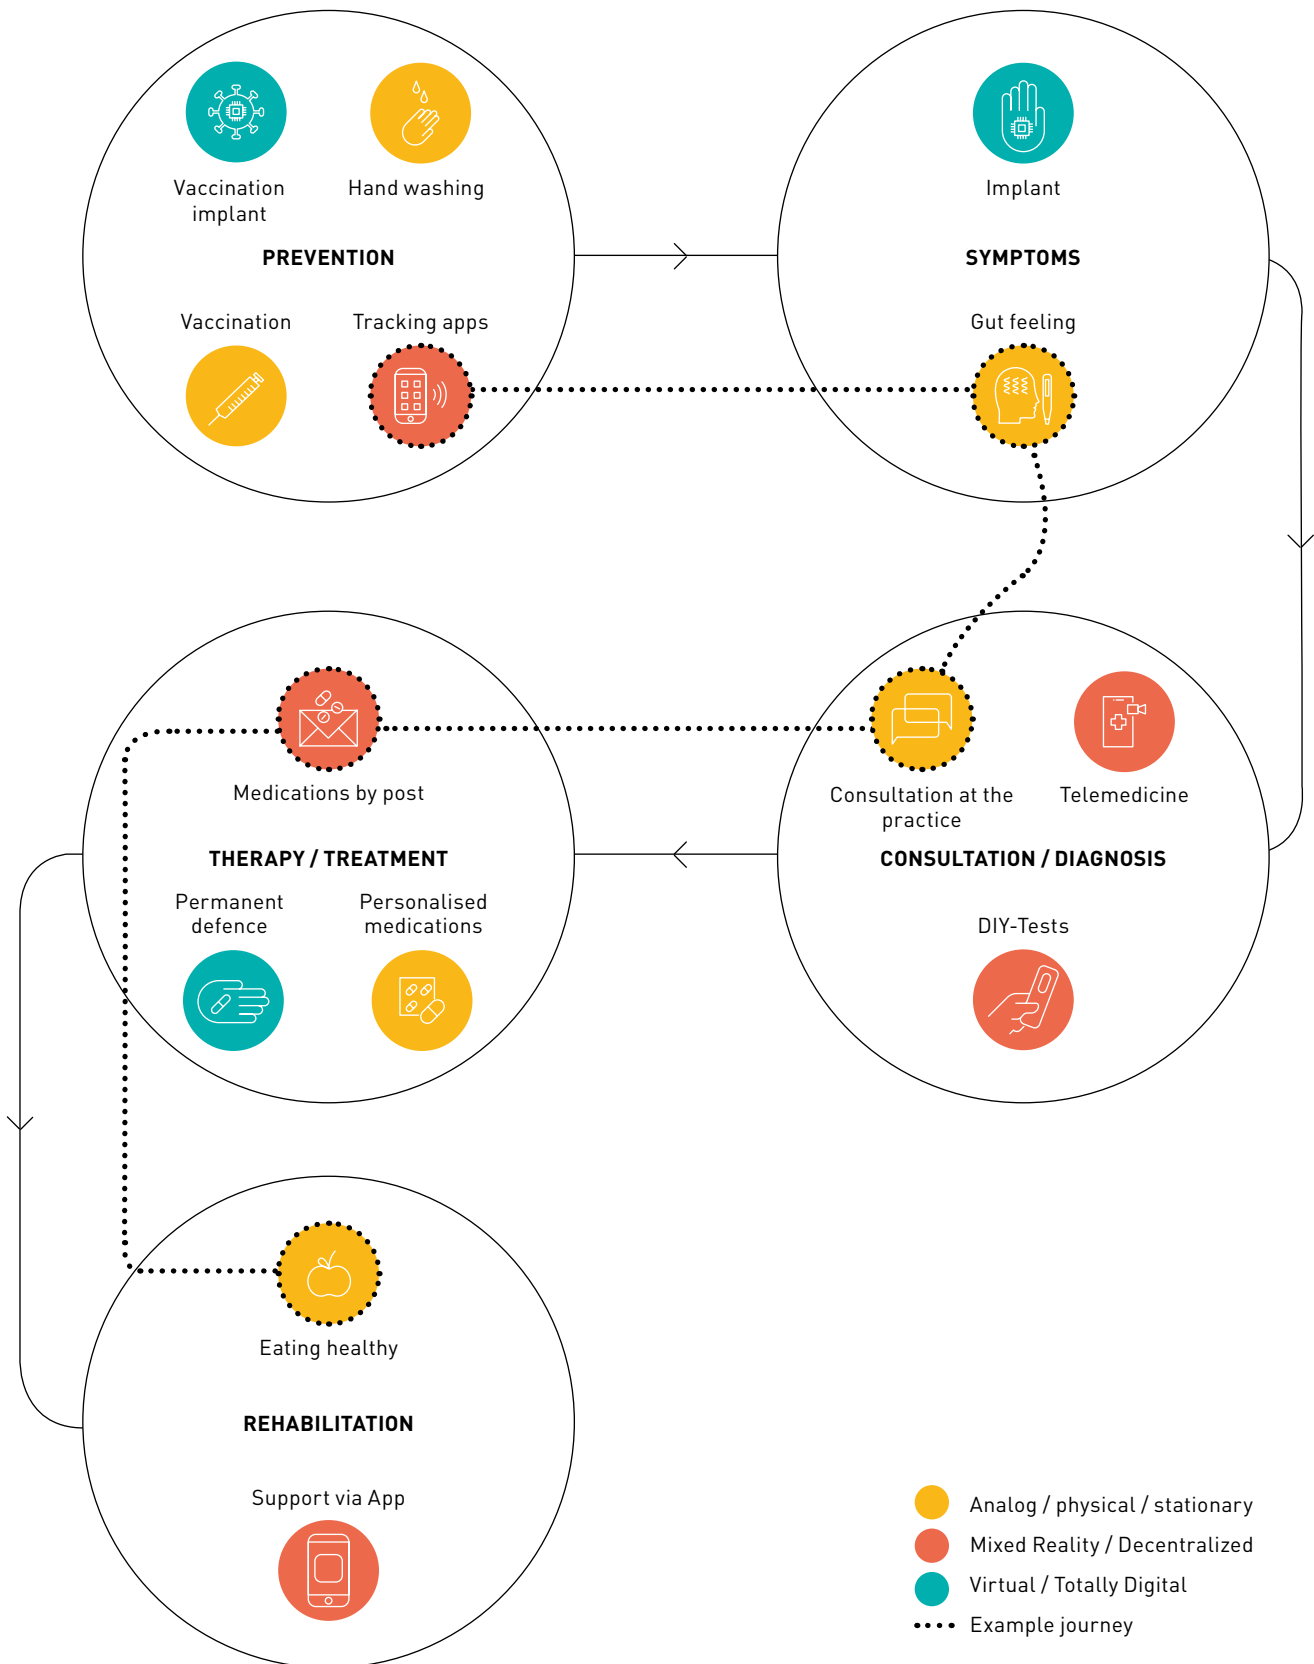 Vaccination
implant
Hand washing
PREVENTION
Vaccination
Tracking apps
Implant
SYMPTOMS
Gut feeling
Medications by post
THERAPY / TREATMENT
Permanent
defence
Personalised
medications
Consultation at the
practice
Telemedicine
CONSULTATION / DIAGNOSIS
DIY-Tests
Eating healthy
REHABILITATION
Support via App
Analog / physical / stationary
Mixed Reality / Decentralized
Virtual / Totally Digital
Example journey